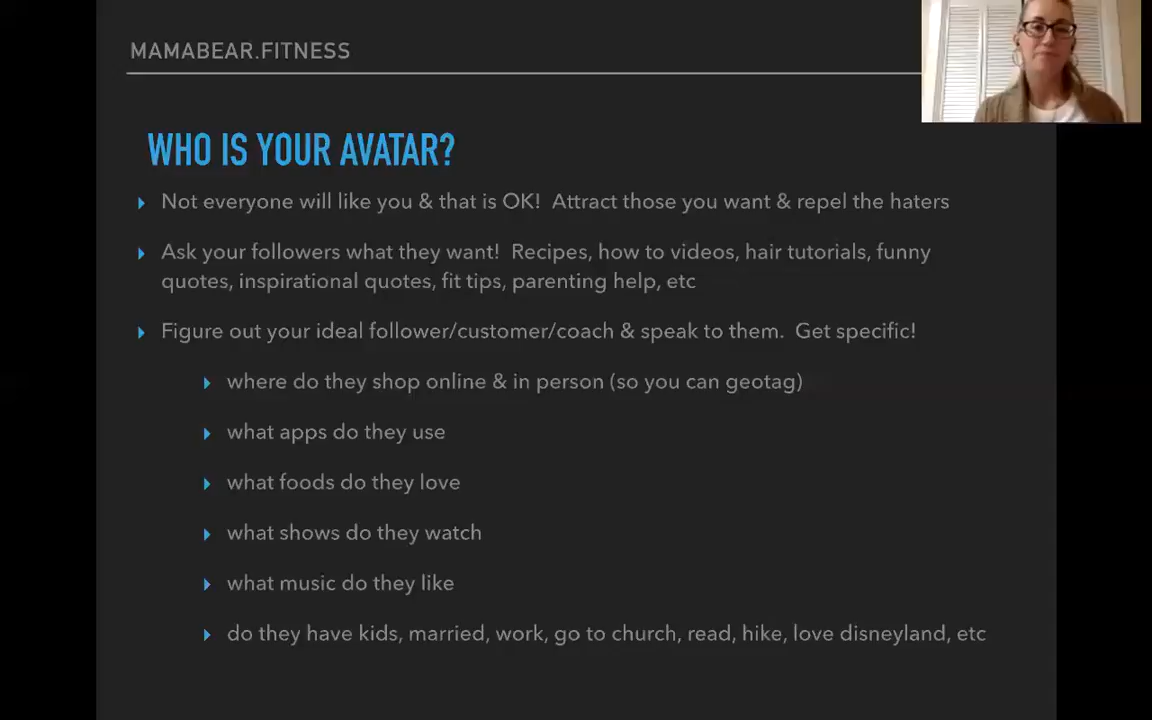 MAMABEAR.FITNESS
WHO IS YOUR AVATAR?
Not everyone will like you & that is OK! Attract those you want & repel the haters
Ask your followers what they want! Recipes, how to videos, hair tutorials, funny
quotes, inspirational quotes, fit tips, parenting help, etc
Figure out your ideal follower/customer/coach & speak to them. Get specific!
where do they shop online & in person (so you can geotag)
what apps do they use
what foods do they love
what shows do they watch
what music do they like
do they have kids, married, work, go to church, read, hike, love disneyland, etc